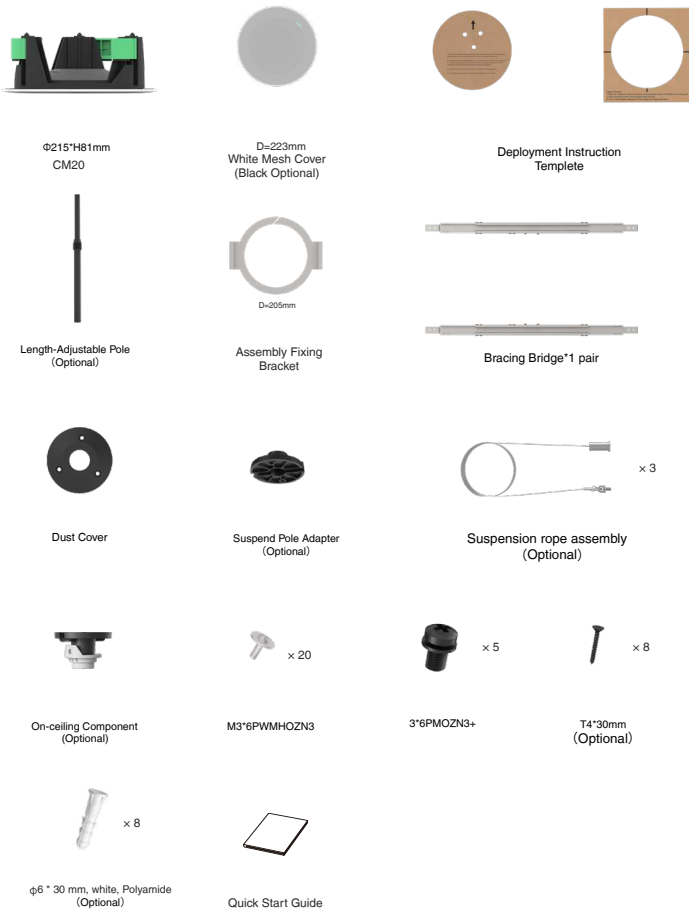 Φ215*H81mm
CM20
D=223mm
White Mesh Cover
(Black Optional)
Deployment Instruction
Templete
D=205mm
Length-Adjustable Pole
(Optional)
Assembly Fixing
Bracket
Bracing Bridge*1 pair
× 3
Dust Cover
Suspend Pole Adapter
(Optional)
Suspension rope assembly
(Optional)
× 20
× 5
× 8
On-ceiling Component
(Optional)
M3*6PWMHOZN3
3*6PMOZN3+
T4*30mm
(Optional)
× 8
φ6 * 30 mm, white, Polyamide
(Optional)
Quick Start Guide